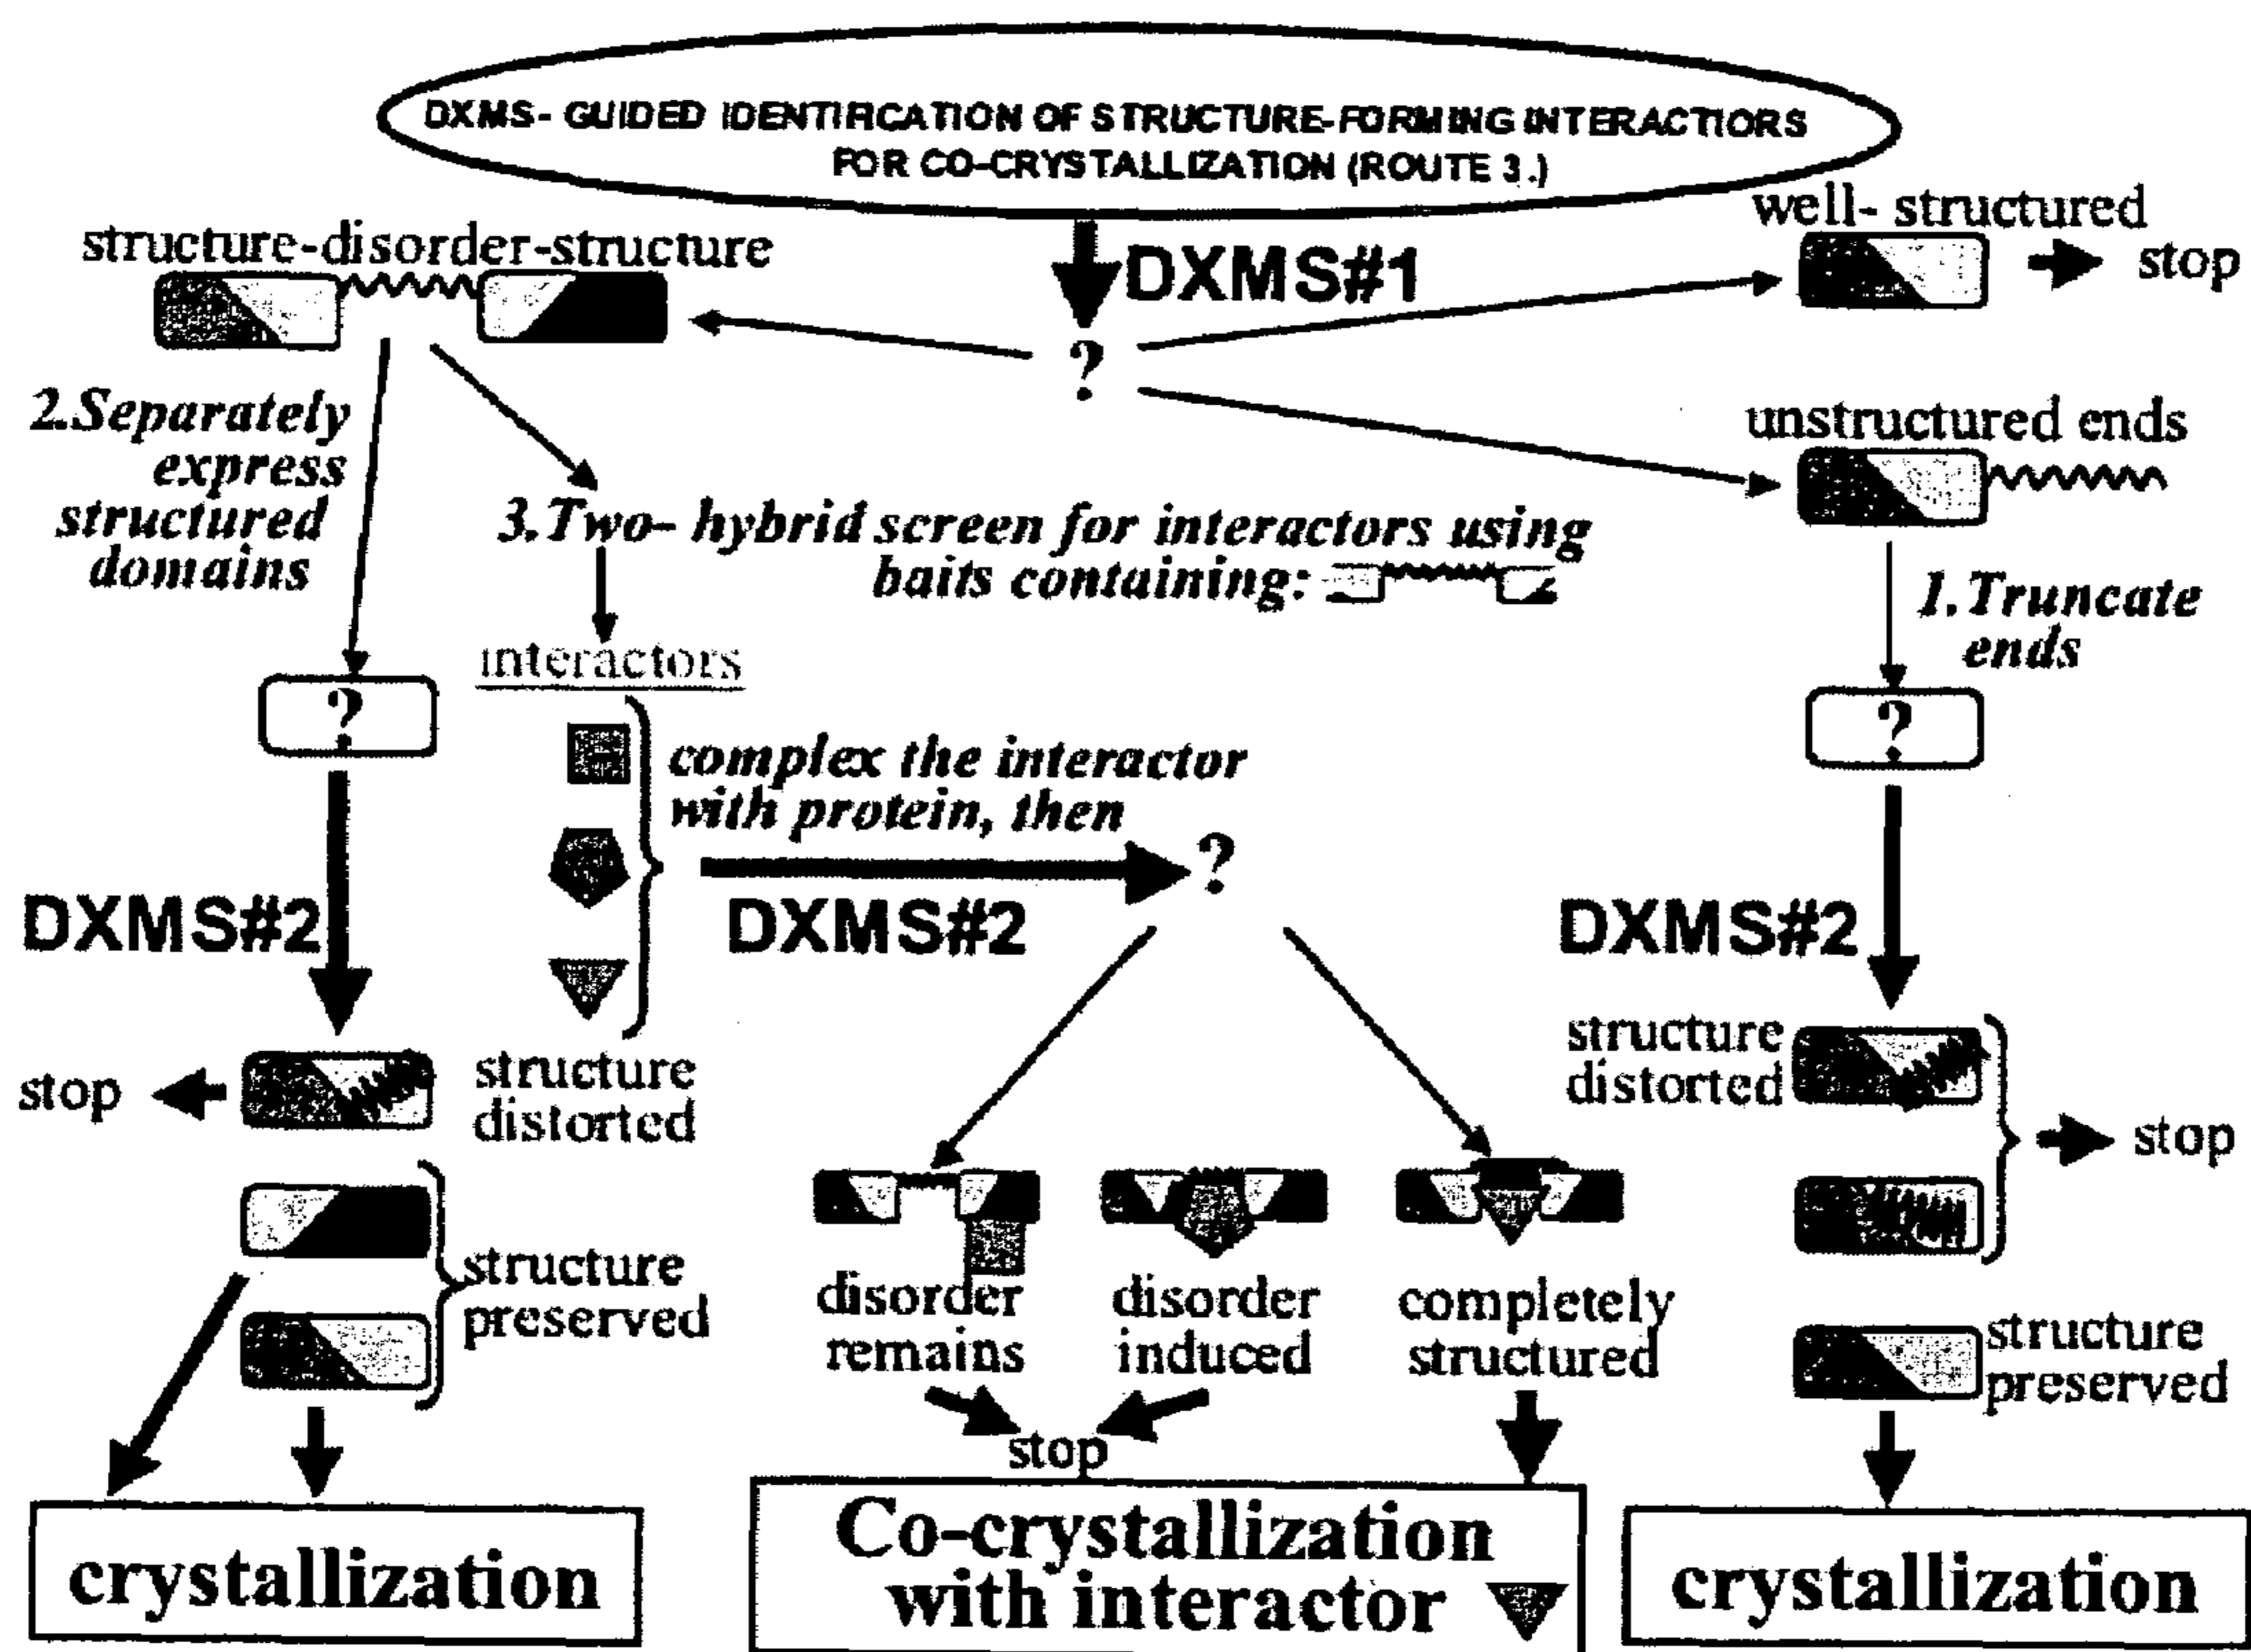 DXMS- GUIDED IDENTIFICATION OF STRUCTURE-FORMING INTERACTIORS
FOR CO-CRYSTALLIZATION (ROUTE 3.)
DXMS#1
?
structure-disorder-structure
well- structured
stop
unstructured ends
2.Separately
express
structured
domains
3.Two- hybrid screen for interactors using
baits containing:
1.Truncate
ends
?
interactors
?
complex the interactor
with protein, then
?
DXMS#2
DXMS#2
DXMS#2
stop
structure
distorted
structure
distorted
stop
structure
preserved
disorder
remains
disorder
induced
completely
structured
structure
preserved
stop
crystallization
Co-crystallization
with interactor
crystallization